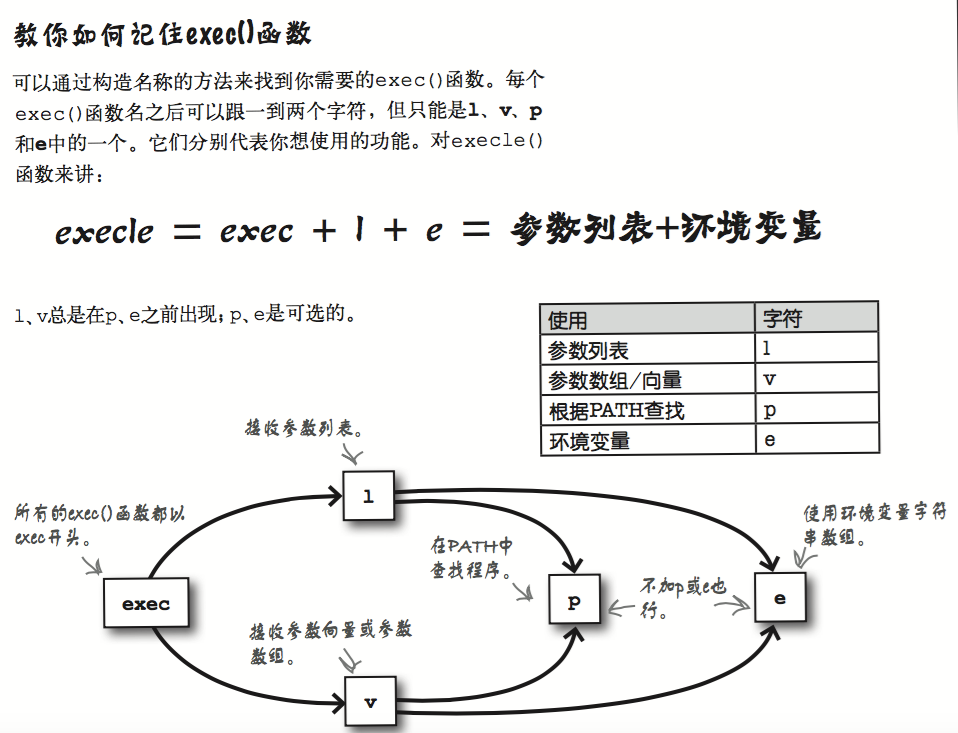 教你如何记住exec()函数
可以通过构造名称的方法来找到你需要的exec()函数。每个
exec()函数名之后可以跟一到两个字符，但只能是l、v、p
和e中的一个。它们分别代表你想使用的功能。对execle()
函数来讲：
execle = exec + l + e = 参数列表+环境变量
l、v总是在p、e之前出现；p、e是可选的。
使用 字符
参数列表 l
参数数组/向量 v
根据PATH查找 p
环境变量 e
接收参数列表。
l
所有的exec()函数都以
exec开头。
exec
在PATH中
查找程序。
p
不加p或e也
行。
使用环境变量字符
串数组。
e
接收参数向量或参数
数组。
v